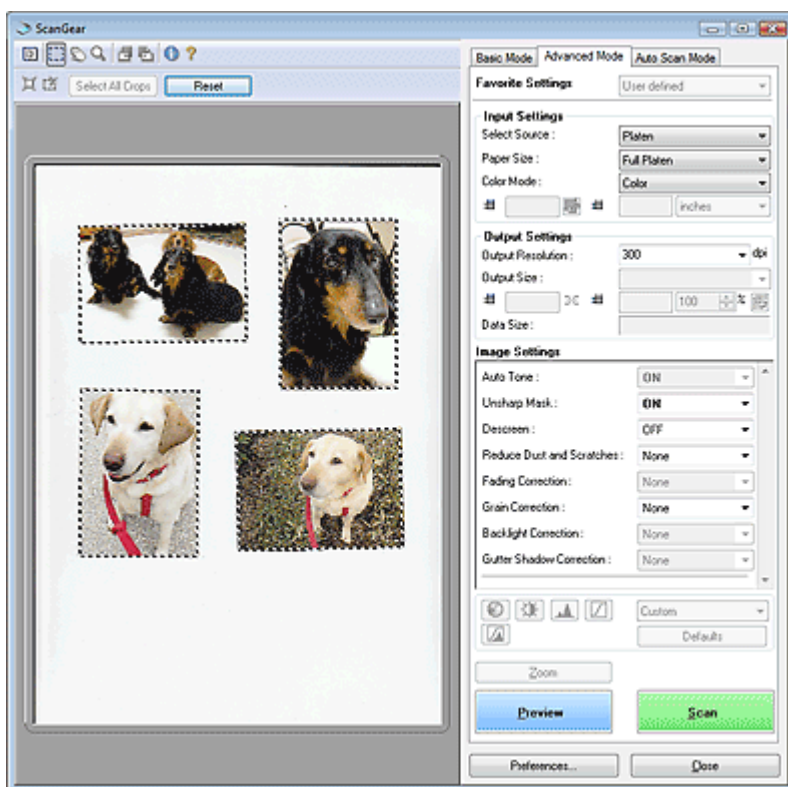 ScanGear
Select All Crops Reset
Basic Mode Advanced Mode Auto Scan Mode
Favorite Settings User defined
Input Settings
Select Source : Platen
Paper Size : Full Platen
Color Mode : Color
inches
Output Settings
Output Resolution : 300 dpi
Output Size :
100 %
Data Size :
Image Settings
Auto Tone : ON
Unsharp Mask : ON
Descreen : OFF
Reduce Dust and Scratches : None
Fading Correction : None
Grain Correction : None
Backlight Correction : None
Gutter Shadow Correction : None
Custom
Defaults
Zoom
Preview Scan
Preferences... Close